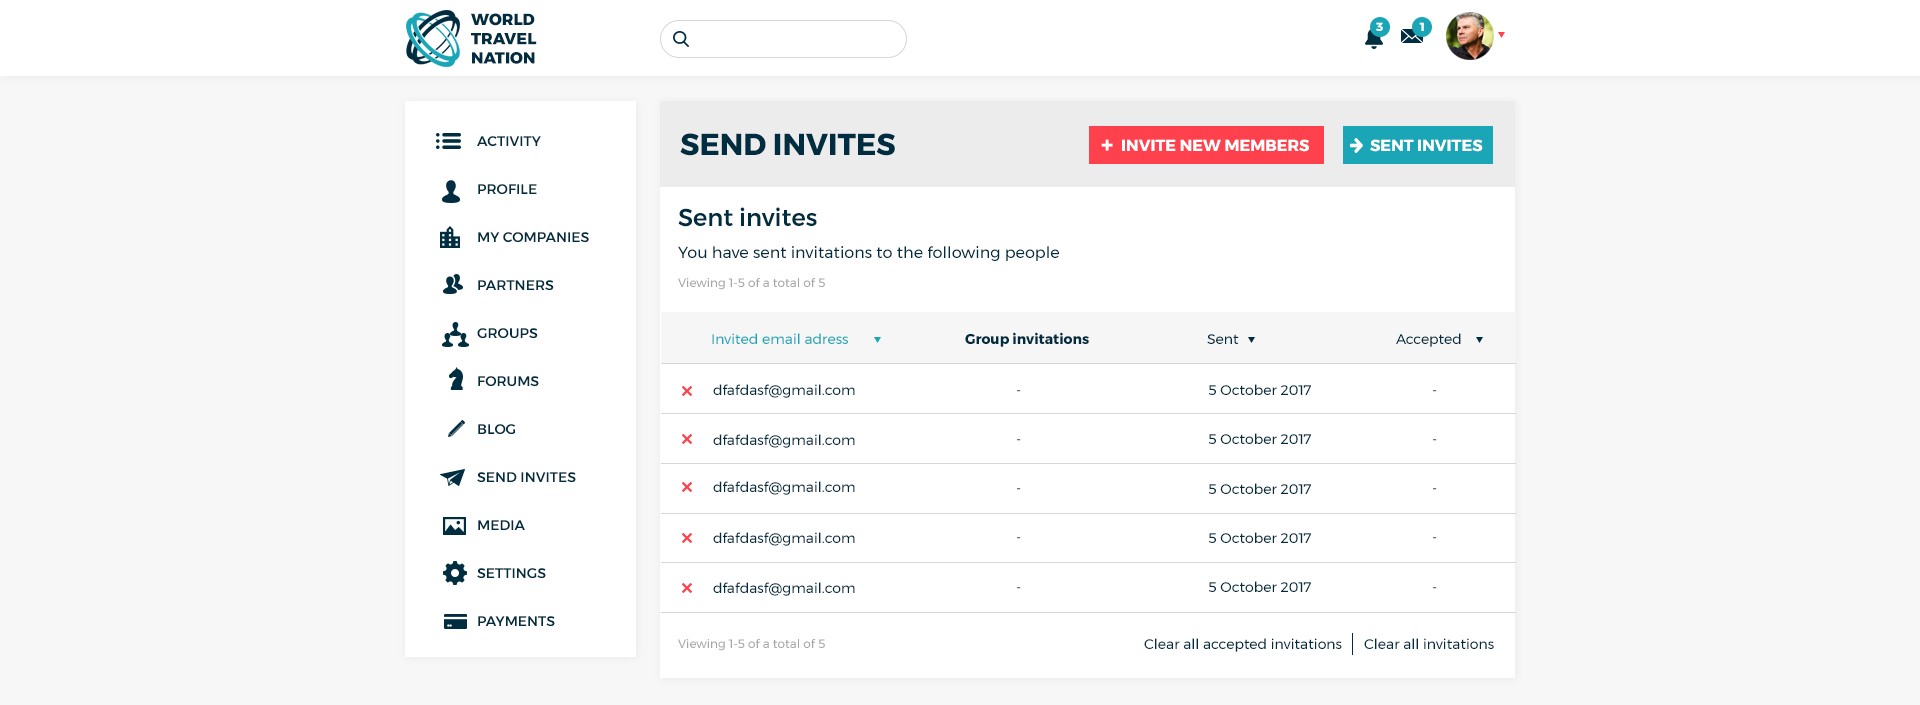 WORLD
TRAVEL
NATION
3
1
ACTIVITY
PROFILE
MY COMPANIES
PARTNERS
GROUPS
FORUMS
BLOG
SEND INVITES
MEDIA
SETTINGS
PAYMENTS
SEND INVITES
+ INVITE NEW MEMBERS
SENT INVITES
Sent invites
You have sent invitations to the following people
Viewing 1-5 of a total of 5
Invited email adress Group invitations Sent Accepted
dfafdasf@gmail.com - 5 October 2017 -
dfafdasf@gmail.com - 5 October 2017 -
dfafdasf@gmail.com - 5 October 2017 -
dfafdasf@gmail.com - 5 October 2017 -
dfafdasf@gmail.com - 5 October 2017 -
Viewing 1-5 of a total of 5
Clear all accepted invitations | Clear all invitations